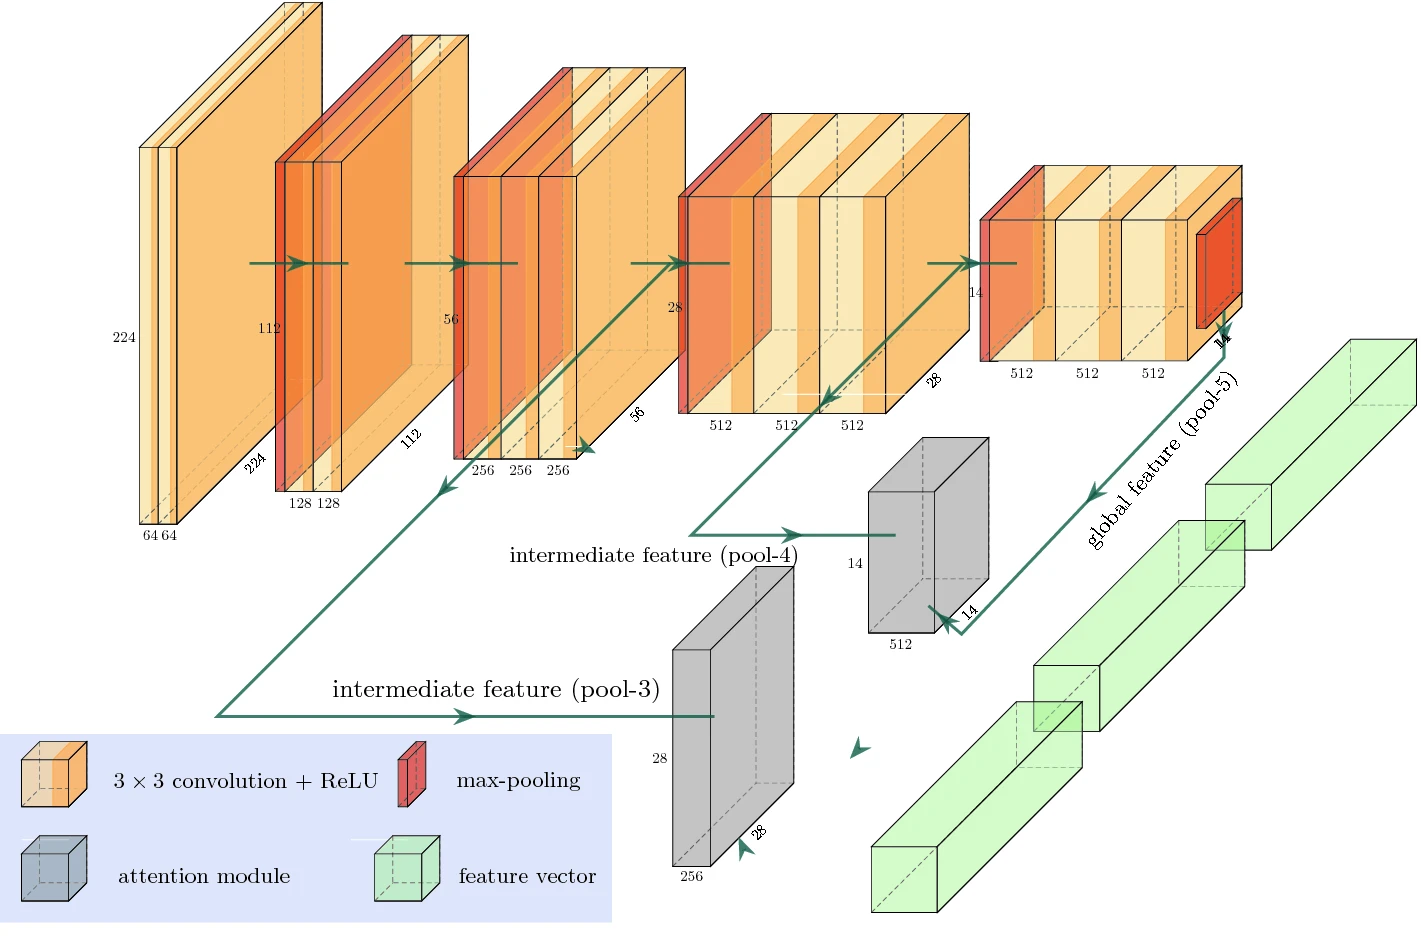 224
224
64 64
112
112
128 128
56
56
256 256 256
28
28
512 512 512
14
14
512 512 512
global feature (pool-5)
intermediate feature (pool-4)
14
14
512
intermediate feature (pool-3)
28
28
256
3 × 3 convolution + ReLU
max-pooling
attention module
feature vector